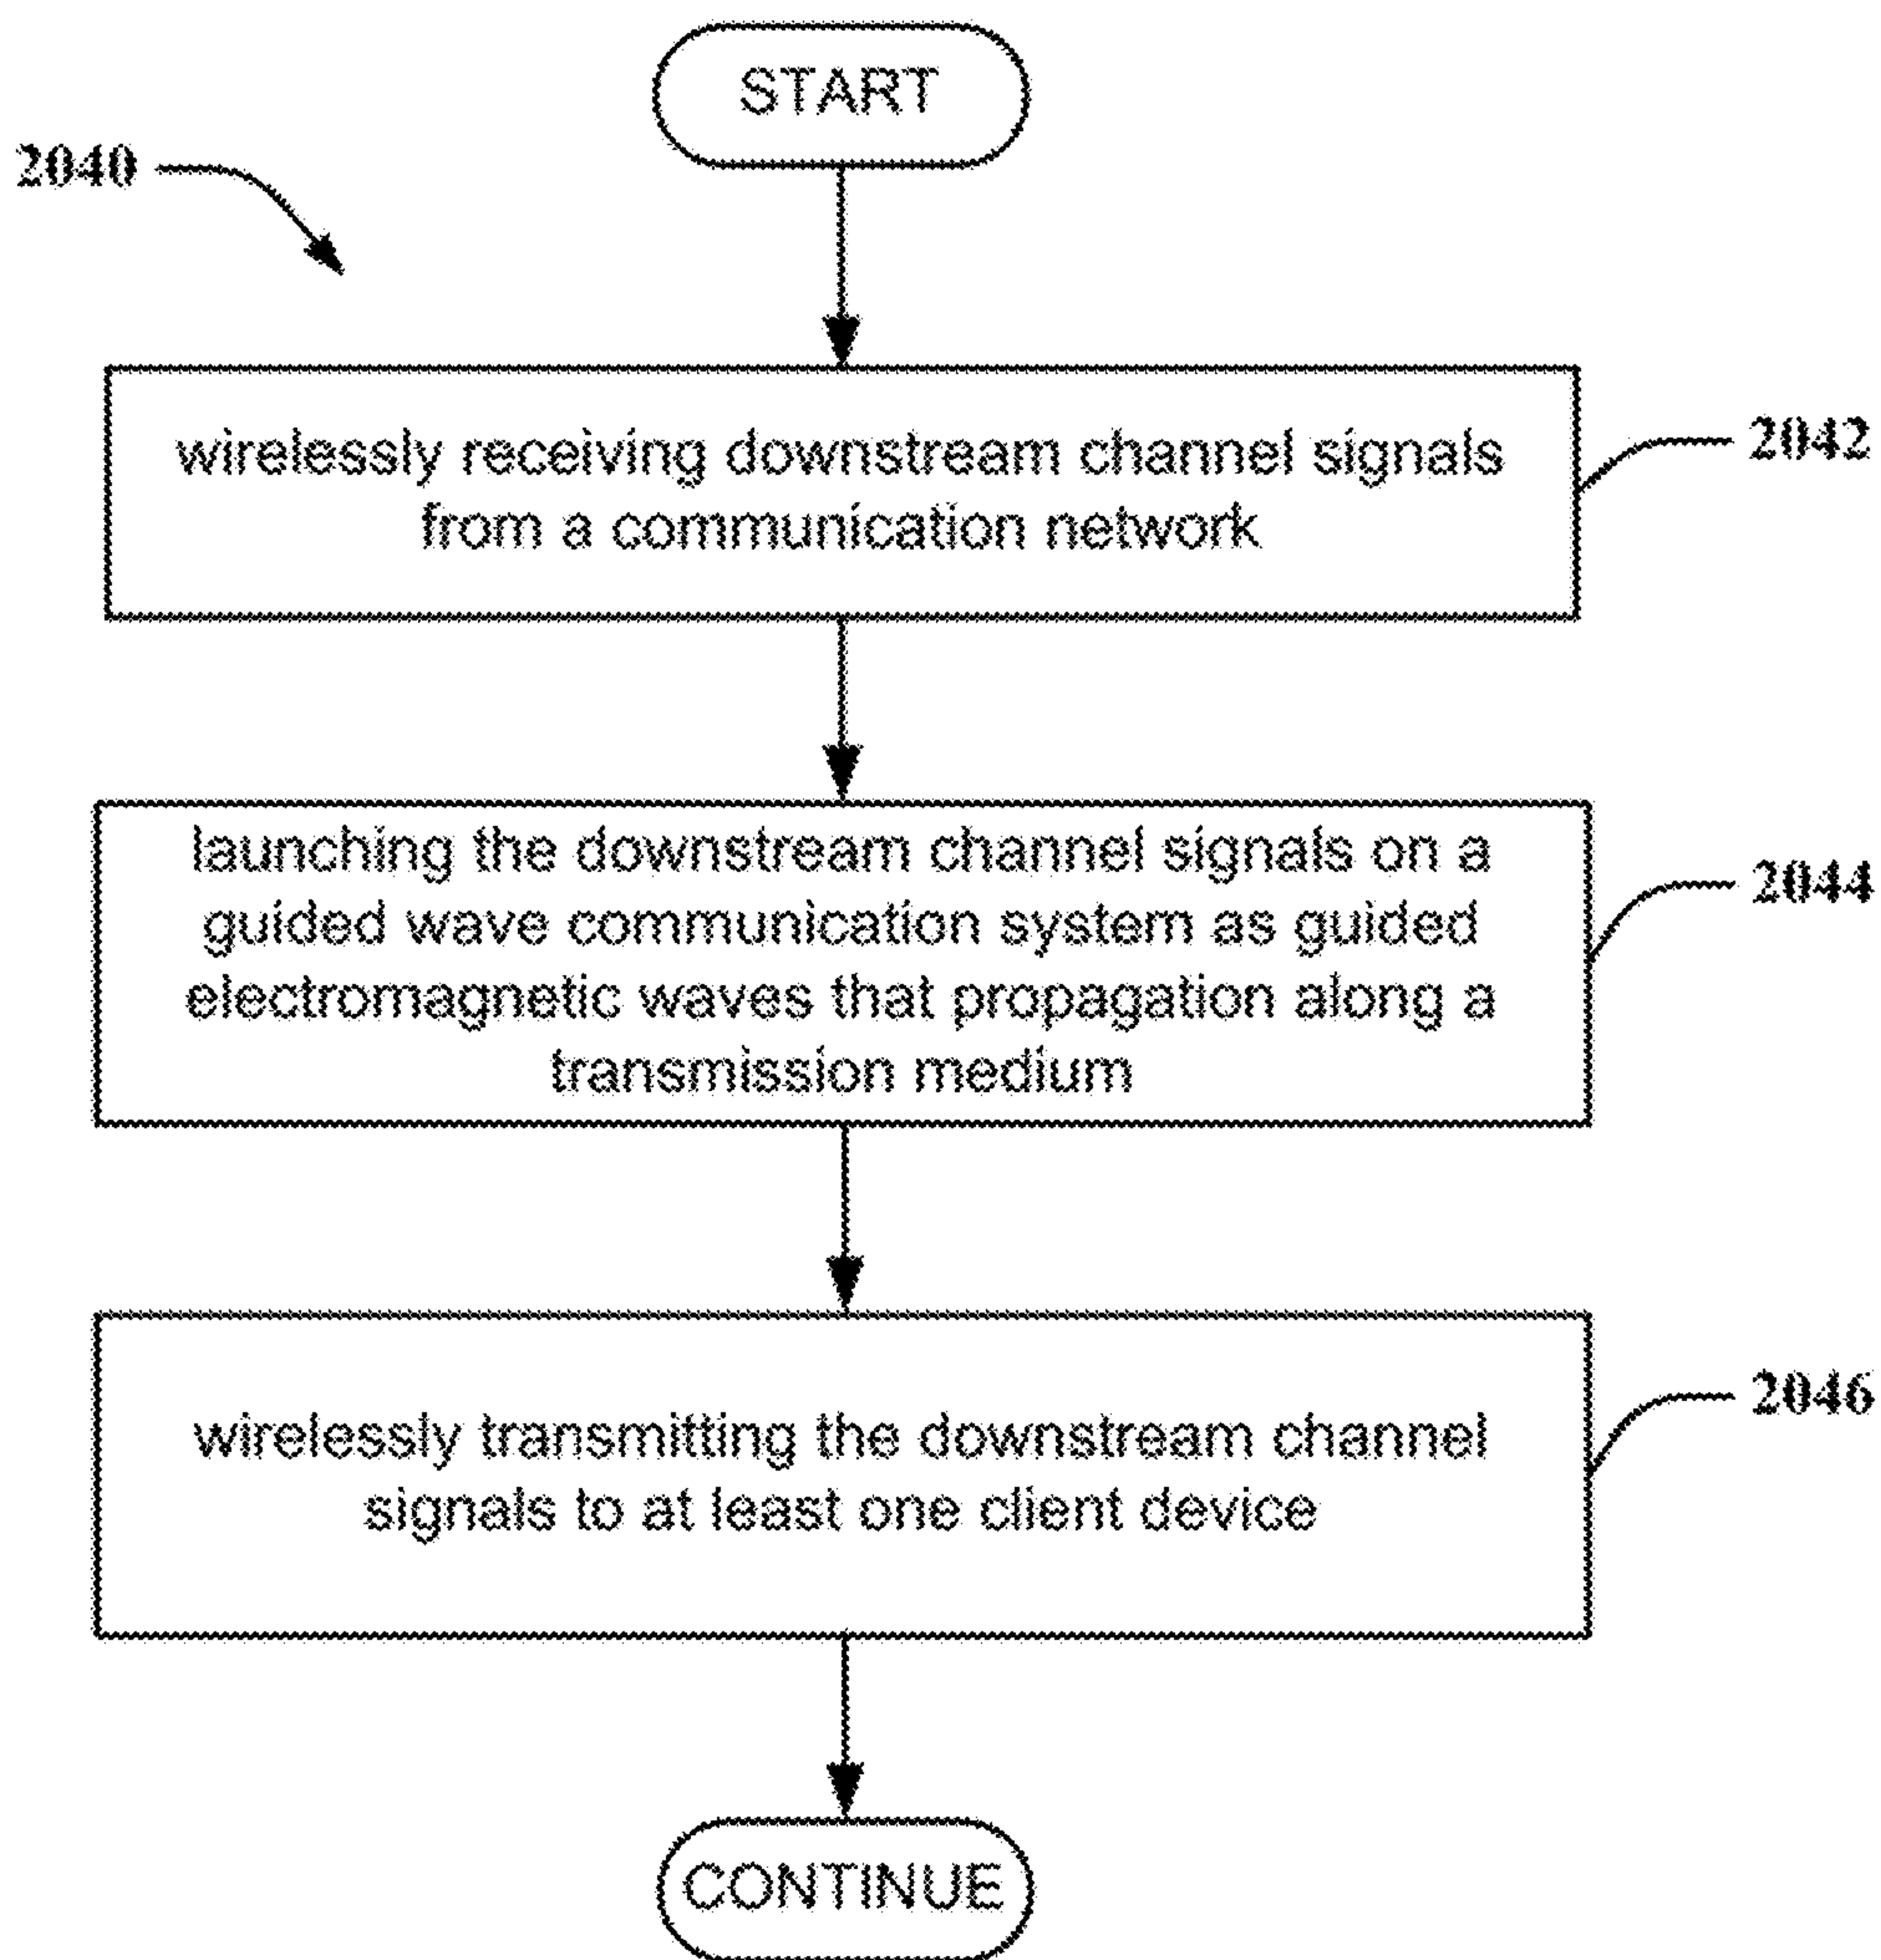 START
2040
wirelessly receiving downstream channel signals
from a communication network
2042
launching the downstream channel signals on a
guided wave communication system as guided
electromagnetic waves that propagation along a
transmission medium
2044
wirelessly transmitting the downstream channel
signals to at least one client device
2046
CONTINUE